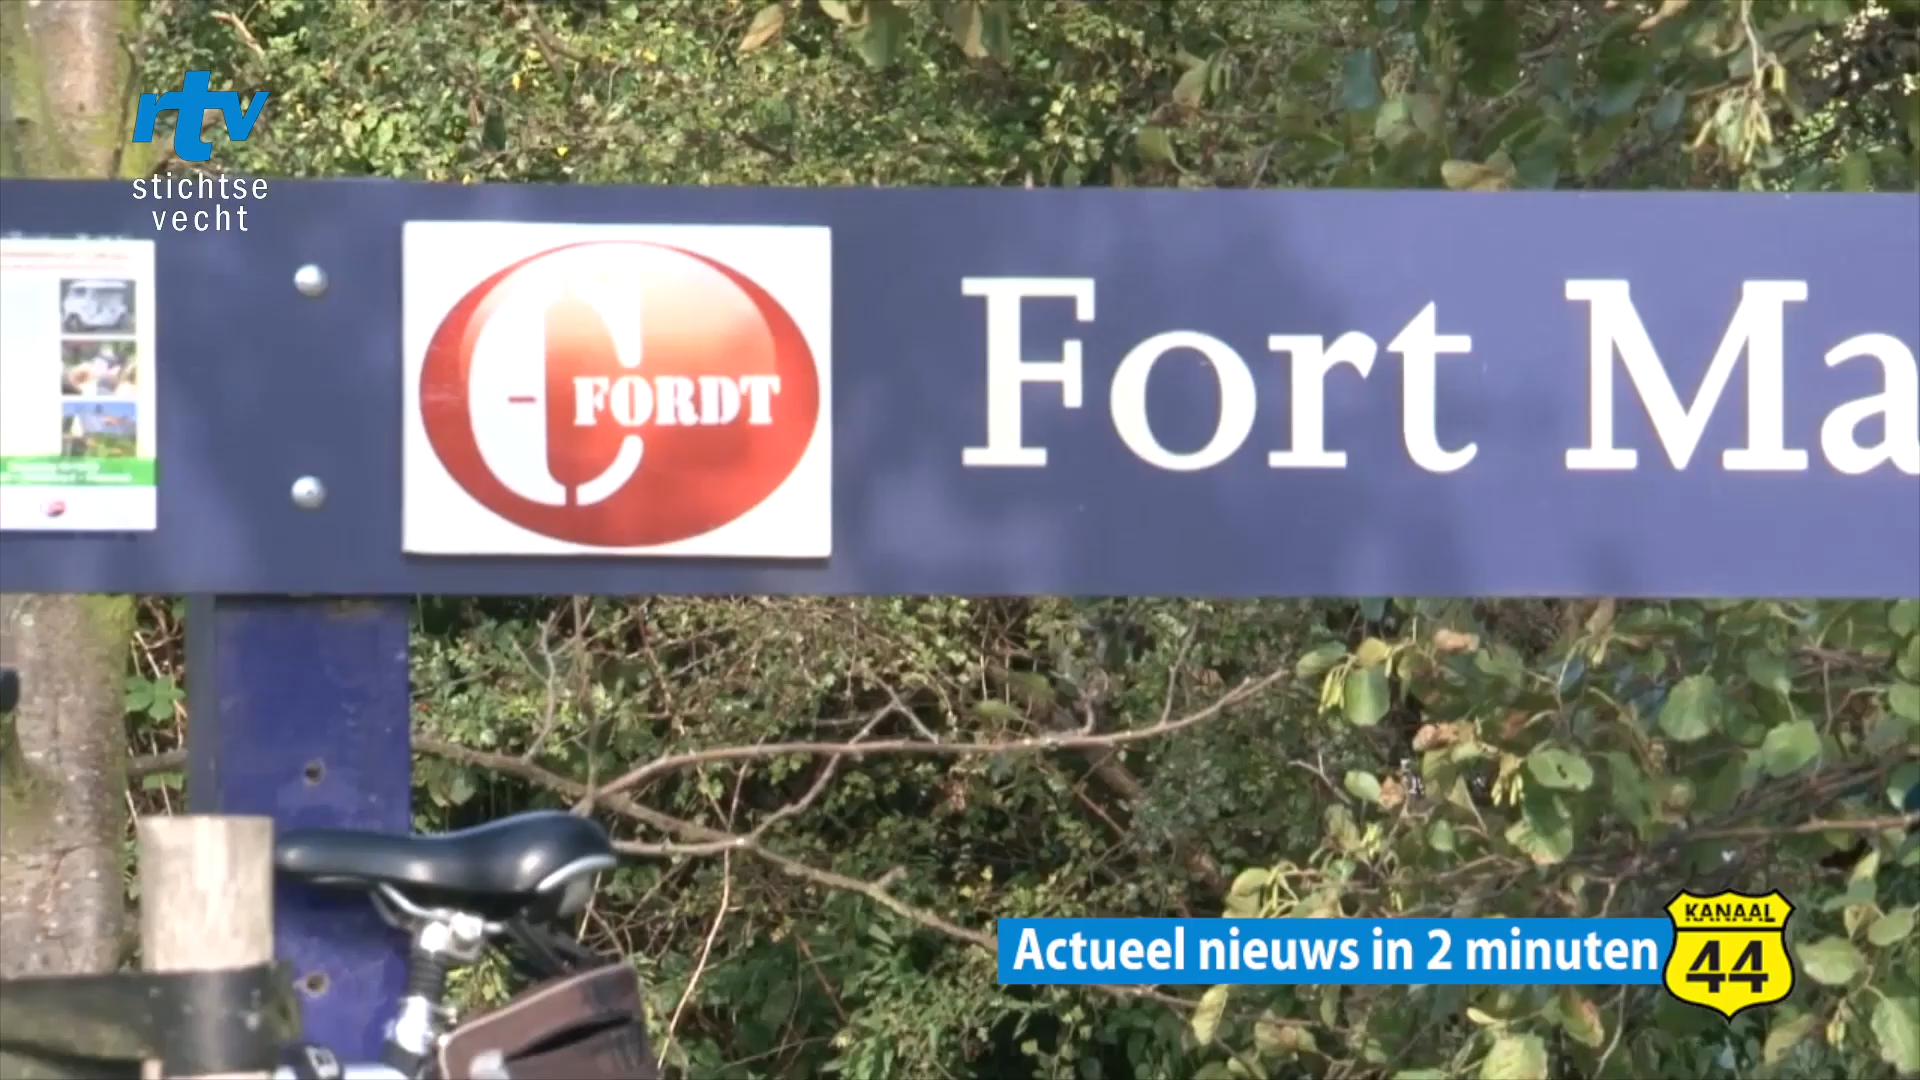 rtv
stichtse
vecht
C-FORDT
Fort Ma
Actueel nieuws in 2 minuten
KANAAL
44